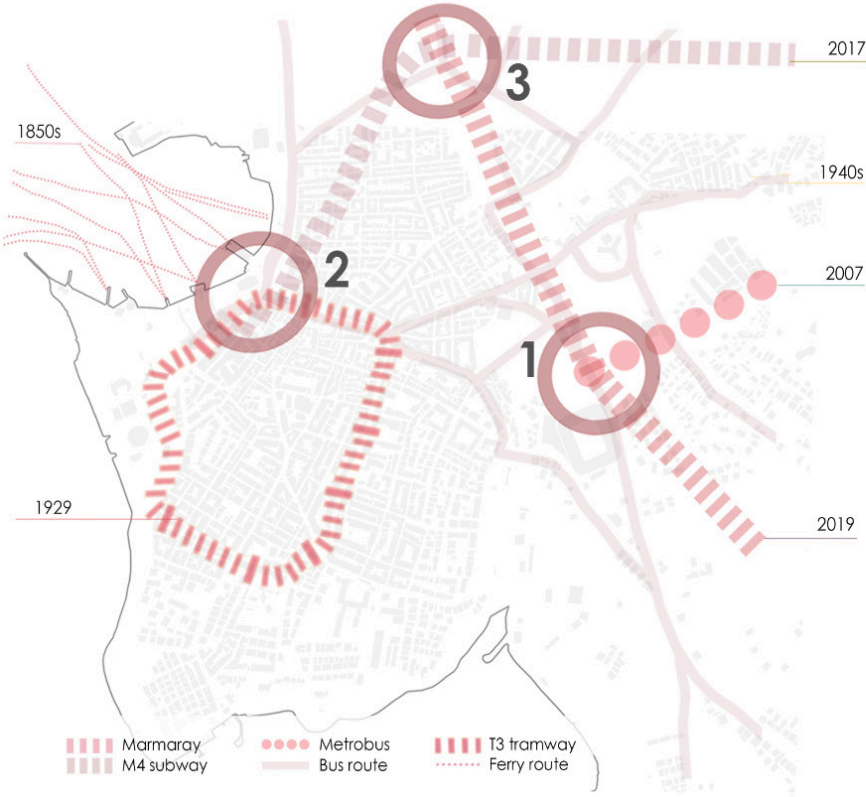 2017
3
1850s
1940s
2
2007
1
1929
2019
Marmaray
Metrobus
T3 tramway
M4 subway
Bus route
Ferry route